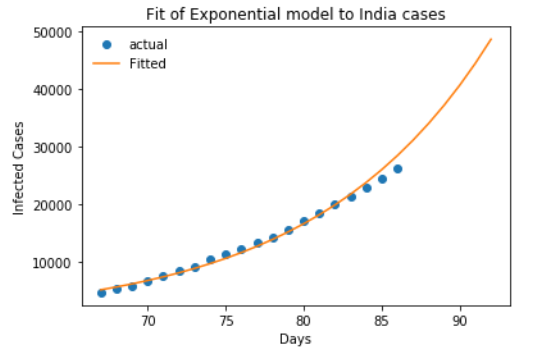 Fit of Exponential model to India cases
50000
40000
30000
20000
10000
Infected Cases
actual
Fitted
70 75 80 85 90
Days